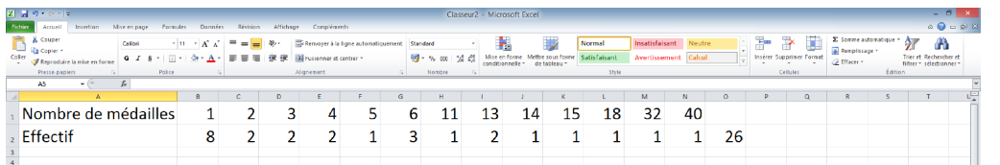 Classeur2 - Microsoft Excel
Fichier Accueil Insertion Mise en page Formules Données Révision Affichage Compléments
Coller
Couper
Copier
Reproduire la mise en forme
Presse-papiers
Calibri 11 A A
G I S A
Police
Renvoyer à la ligne automatiquement
Fusionner et centrer
Alignement
Standard
% 000
Nombre
Mise en forme conditionnelle
Mettre sous forme de tableau
Normal Insatisfaisant Neutre
Satisfaisant Avertissement Calcul
Style
Insérer Supprimer Format
Cellules
Σ Somme automatique
Remplissage
Effacer
Trier et filtrer
Rechercher et sélectionner
Édition
A5 fx
A B C D E F G H I J K L M N O P Q R S T U
1 Nombre de médailles 1 2 3 4 5 6 11 13 14 15 18 32 40
2 Effectif 8 2 2 2 1 3 1 2 1 1 1 1 1 26
3
4